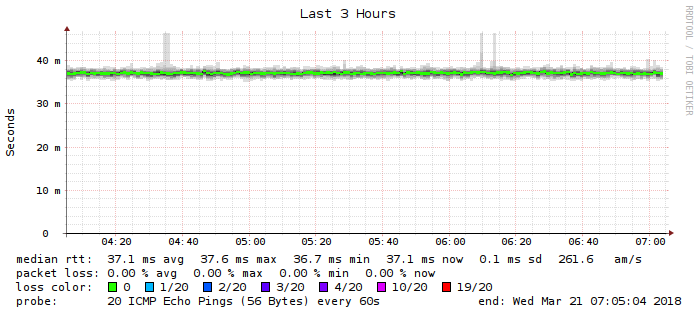 Last 3 Hours
RRDTOOL / TOBI OETIKER
Seconds
40 m
30 m
20 m
10 m
0
04:20 04:40 05:00 05:20 05:40 06:00 06:20 06:40 07:00
median rtt: 37.1 ms avg 37.6 ms max 36.7 ms min 37.1 ms now 0.1 ms sd 261.6 am/s
packet loss: 0.00 % avg 0.00 % max 0.00 % min 0.00 % now
loss color: 0 1/20 2/20 3/20 4/20 10/20 19/20
probe: 20 ICMP Echo Pings (56 Bytes) every 60s end: Wed Mar 21 07:05:04 2018